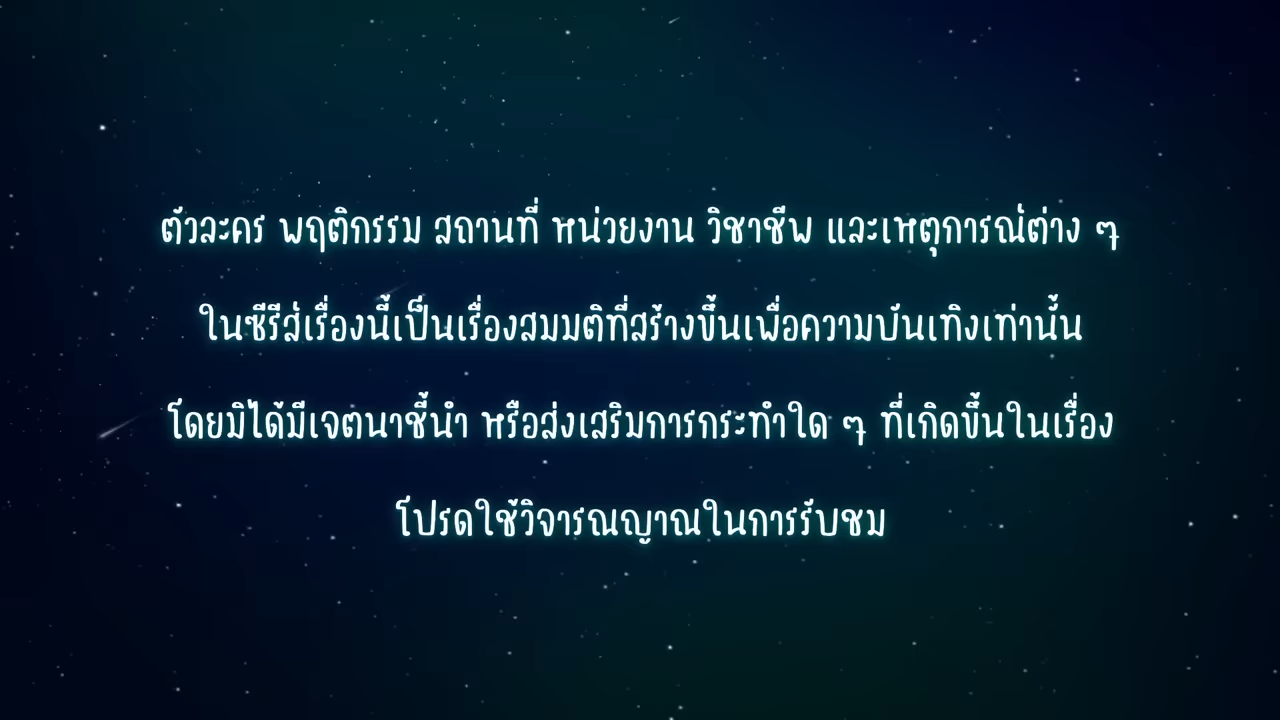 ตัวละคร พฤติกรรม สถานที่ หน่วยงาน วิชาชีพ และเหตุการณ์ต่าง ๆ
ในซีรีส์เรื่องนี้เป็นเรื่องสมมติที่สร้างขึ้นเพื่อความบันเทิงเท่านั้น
โดยมิได้มีเจตนาชี้นำ หรือส่งเสริมการกระทำใด ๆ ที่เกิดขึ้นในเรื่อง
โปรดใช้วิจารณญาณในการรับชม